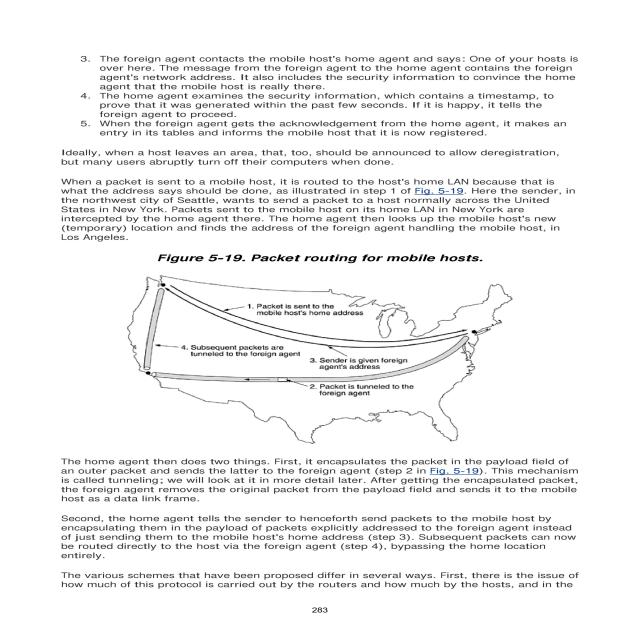 3. The foreign agent contacts the mobile host's home agent and says: One of your hosts is
over here. The message from the foreign agent to the home agent contains the foreign
agent's network address. It also includes the security information to convince the home
agent that the mobile host is really there.
4. The home agent examines the security information, which contains a timestamp, to
prove that it was generated within the past few seconds. If it is happy, it tells the
foreign agent to proceed.
5. When the foreign agent gets the acknowledgement from the home agent, it makes an
entry in its tables and informs the mobile host that it is now registered.
Ideally, when a host leaves an area, that, too, should be announced to allow deregistration,
but many users abruptly turn off their computers when done.
When a packet is sent to a mobile host, it is routed to the host's home LAN because that is
what the address says should be done, as illustrated in step 1 of Fig. 5-19. Here the sender, in
the northwest city of Seattle, wants to send a packet to a host normally across the United
States in New York. Packets sent to the mobile host on its home LAN in New York are
intercepted by the home agent there. The home agent then looks up the mobile host's new
(temporary) location and finds the address of the foreign agent handling the mobile host, in
Los Angeles.
Figure 5-19. Packet routing for mobile hosts.
1. Packet is sent to the
mobile host's home address
4. Subsequent packets are
tunneled to the foreign agent
3. Sender is given foreign
agent's address
2. Packet is tunneled to the
foreign agent
The home agent then does two things. First, it encapsulates the packet in the payload field of
an outer packet and sends the latter to the foreign agent (step 2 in Fig. 5-19). This mechanism
is called tunneling; we will look at it in more detail later. After getting the encapsulated packet,
the foreign agent removes the original packet from the payload field and sends it to the mobile
host as a data link frame.
Second, the home agent tells the sender to henceforth send packets to the mobile host by
encapsulating them in the payload of packets explicitly addressed to the foreign agent instead
of just sending them to the mobile host's home address (step 3). Subsequent packets can now
be routed directly to the host via the foreign agent (step 4), bypassing the home location
entirely.
The various schemes that have been proposed differ in several ways. First, there is the issue of
how much of this protocol is carried out by the routers and how much by the hosts, and in the
283